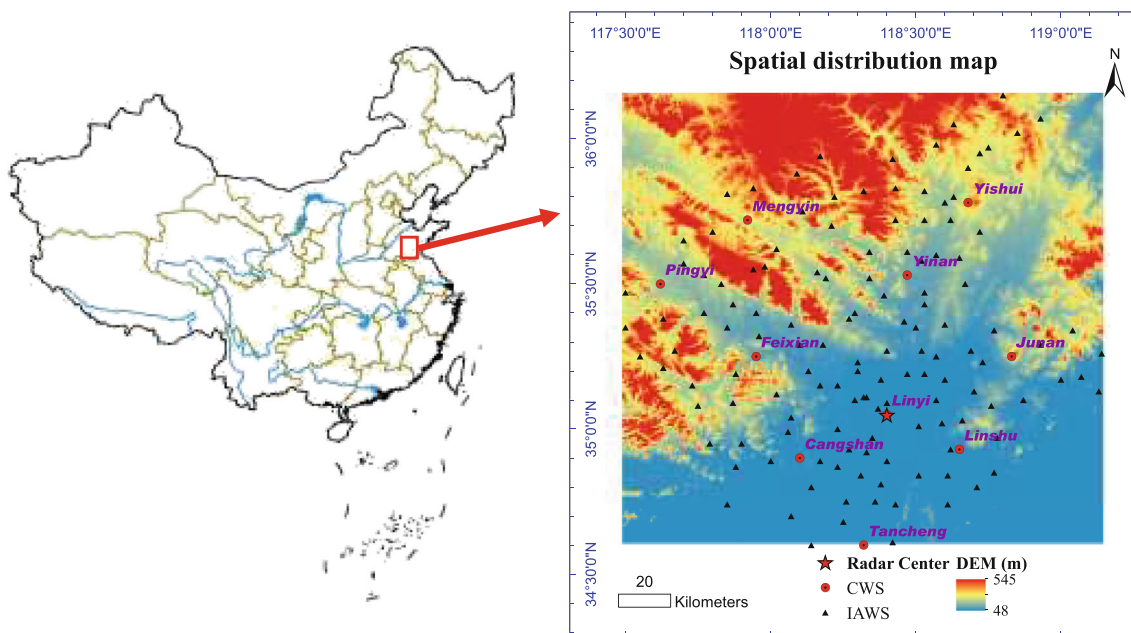 117°30'0"E
118°0'0"E
118°30'0"E
119°0'0"E
Spatial distribution map
N
36°0'0"N
35°30'0"N
35°0'0"N
34°30'0"N
Yishui
Mengyin
Pingyi
Yinan
Feixian
Junan
Linyi
Linshu
Cangshan
Tancheng
Radar Center
CWS
IAWS
DEM (m)
545
48
20
Kilometers